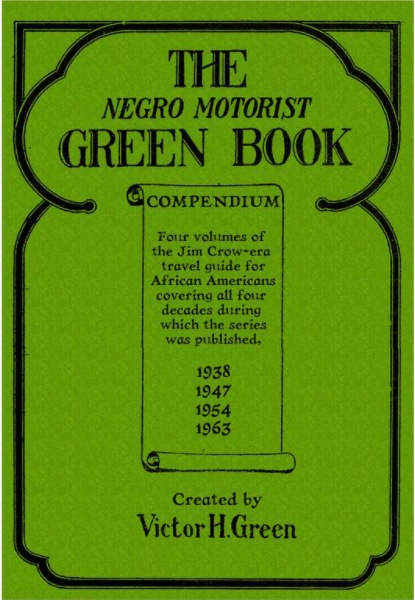 THE
NEGRO MOTORIST
GREEN BOOK
COMPENDIUM
Four volumes of
the Jim Crow-era
travel guide for
African Americans
covering all four
decades during
which the series
was published,
1938
1947
1954
1963
Created by
Victor H. Green